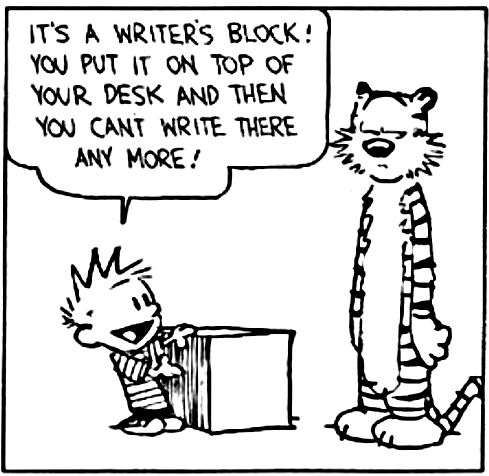 IT'S A WRITER'S BLOCK!
YOU PUT IT ON TOP OF
YOUR DESK AND THEN
YOU CAN'T WRITE THERE
ANY MORE!